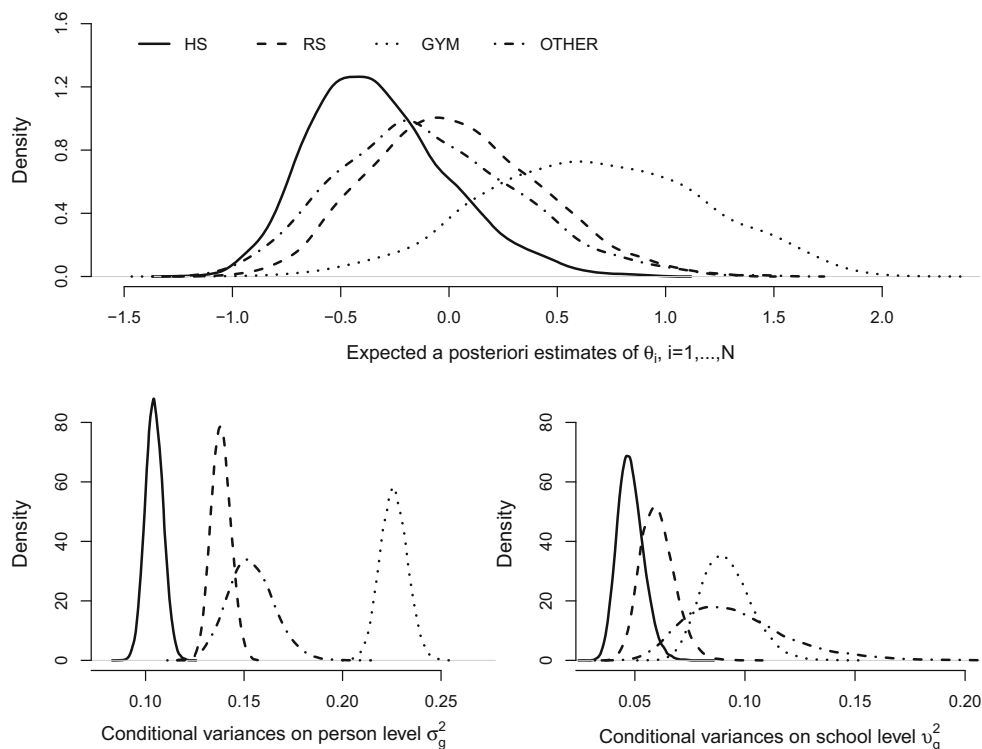 1.6
HS RS GYM OTHER
1.2
0.8
0.4
0.0
Density
−1.5 −1.0 −0.5 0.0 0.5 1.0 1.5 2.0
Expected a posteriori estimates of θi, i=1,...,N
80
60
40
20
0
Density
0.10 0.15 0.20 0.25
Conditional variances on person level σ²g
80
60
40
20
0
Density
0.05 0.10 0.15 0.20
Conditional variances on school level υ²g